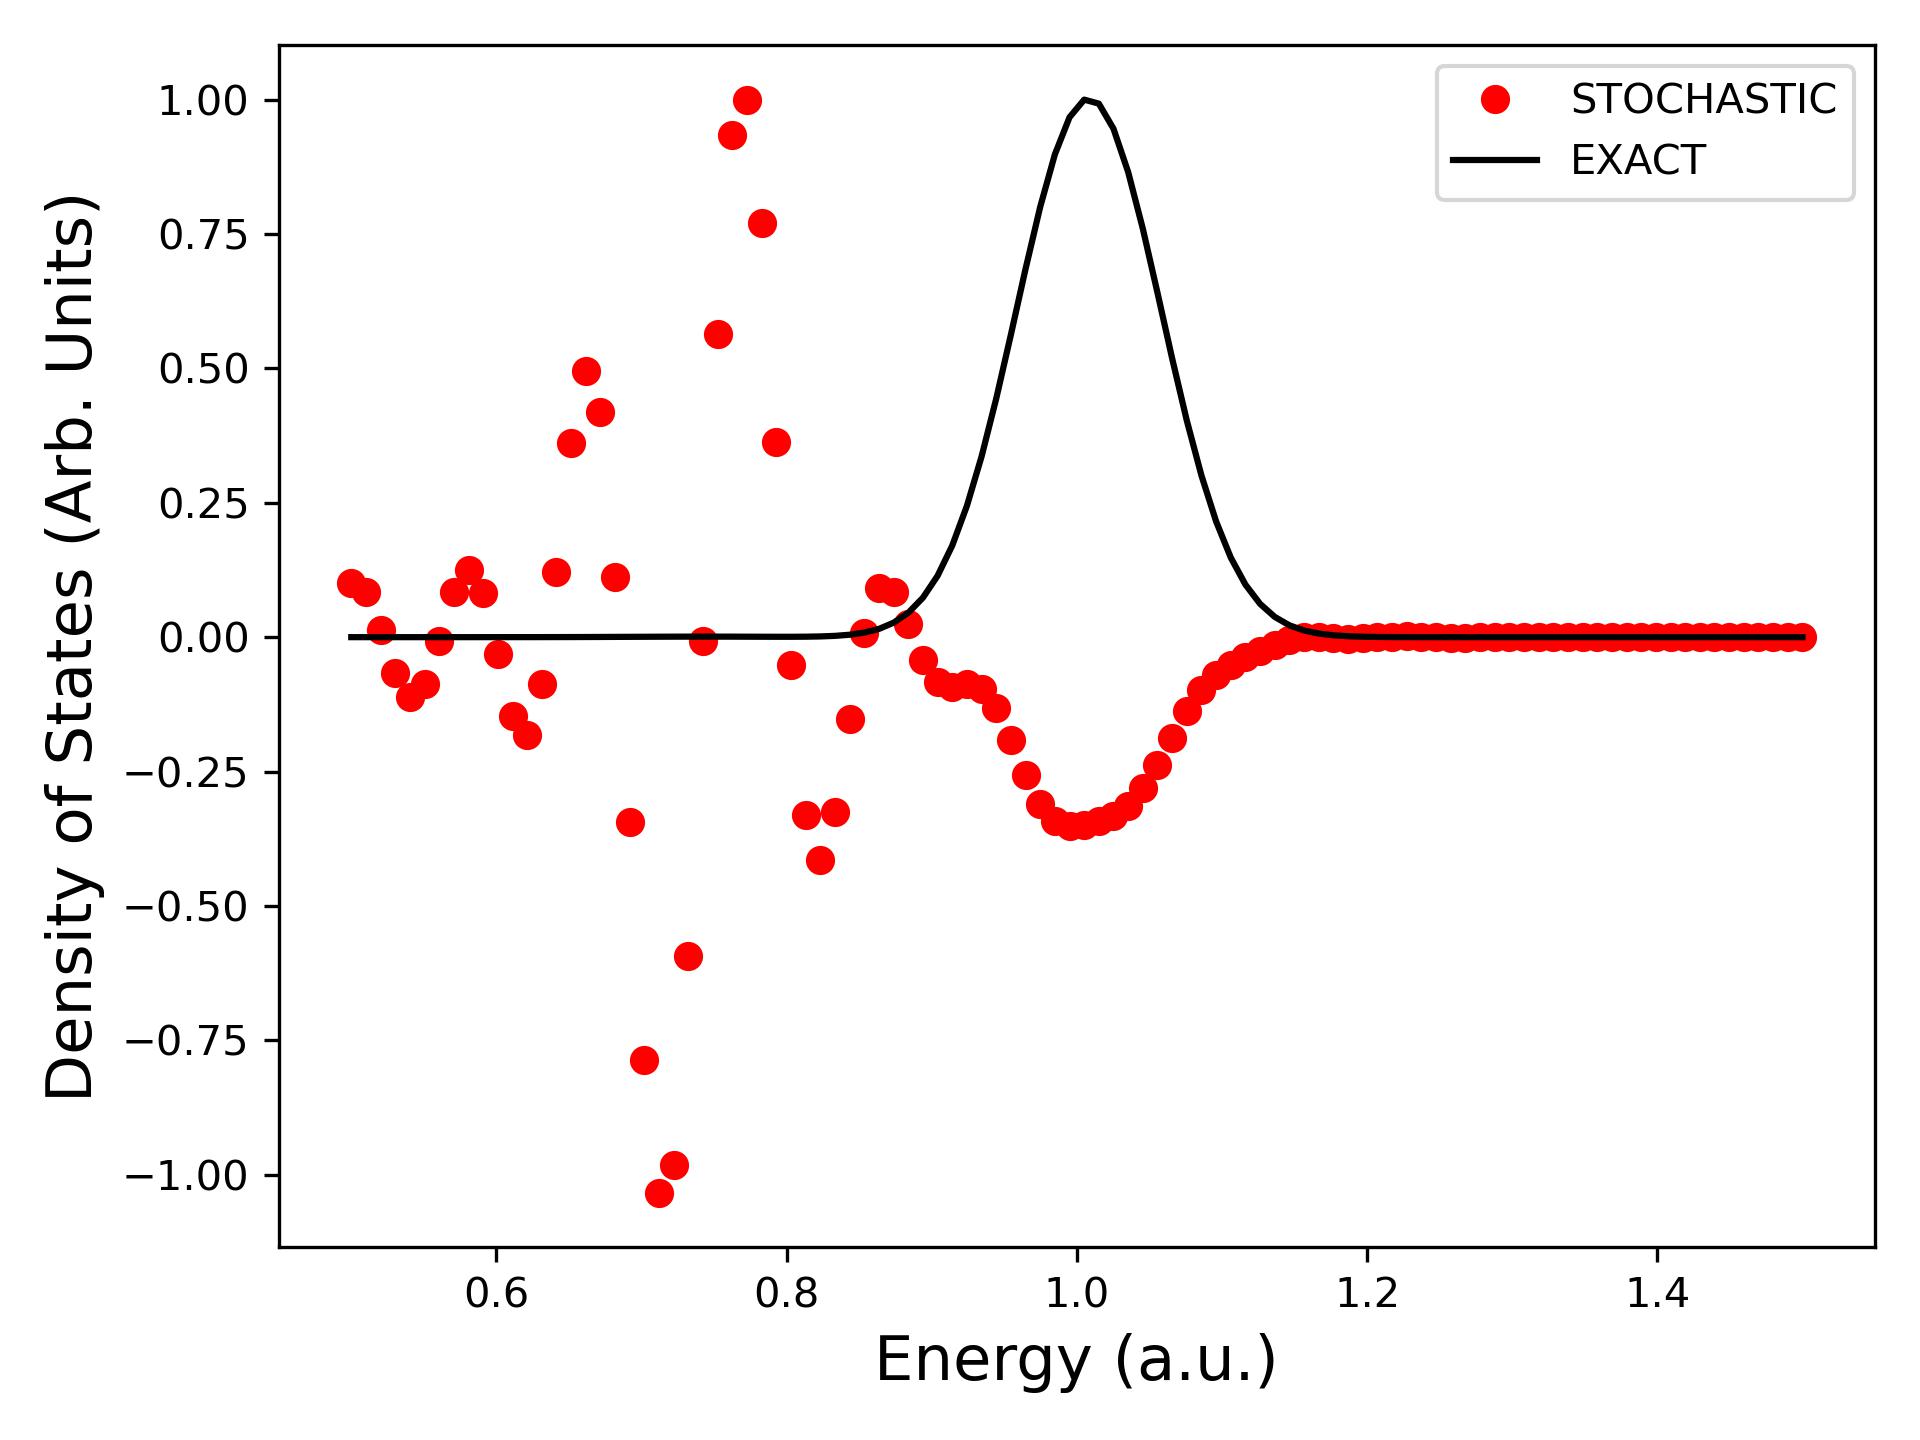 STOCHASTIC
EXACT
Density of States (Arb. Units)
1.00
0.75
0.50
0.25
0.00
−0.25
−0.50
−0.75
−1.00
0.6 0.8 1.0 1.2 1.4
Energy (a.u.)